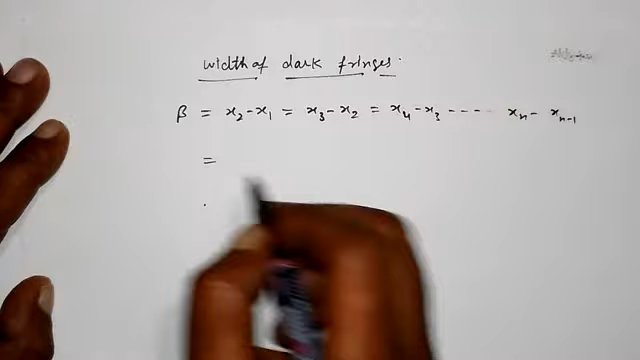 width of dark fringes.
β = x₂ - x₁ = x₃ - x₂ = x₄ - x₃ ----- xₙ - xₙ₋₁
=